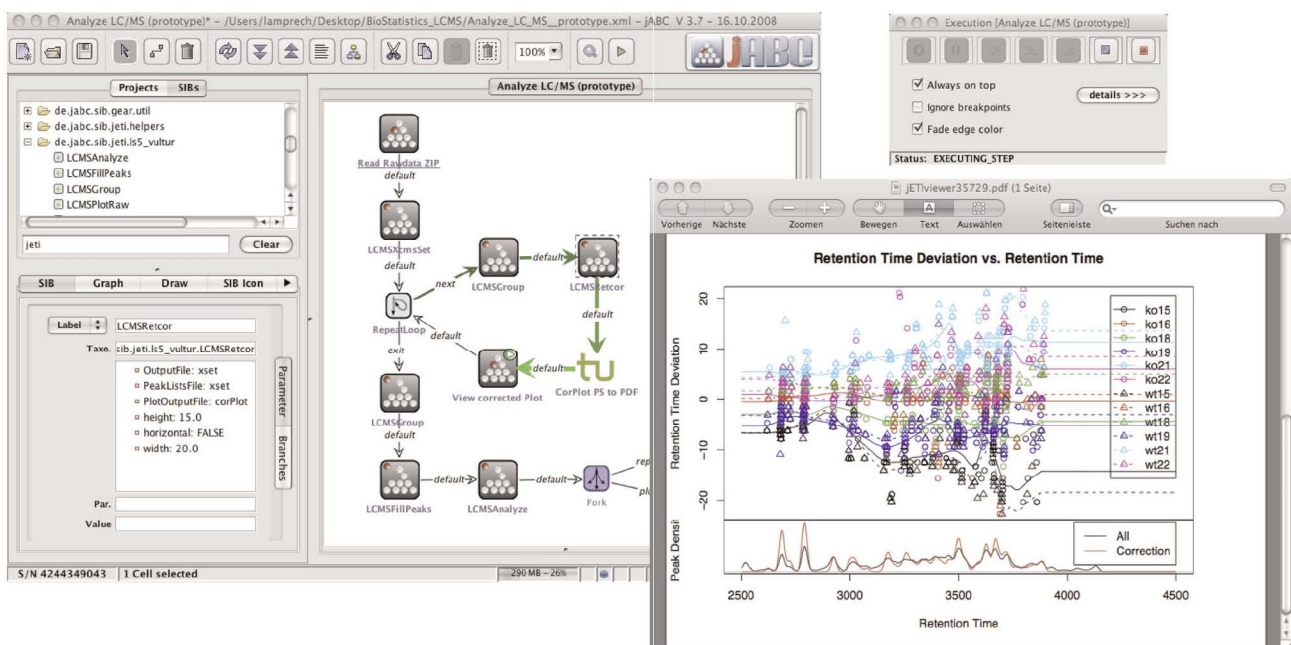 Analyze LC/MS (prototype)* – /Users/lamprech/Desktop/BioStatistics_LCMS/Analyze_LC_MS__prototype.xml – jABC V 3.7 – 16.10.2008
100%
jABC
Projects
SIBs
de.jabc.sib.gear.util
de.jabc.sib.jeti.helpers
de.jabc.sib.jeti.ls5_vultur
LCMSAnalyze
LCMSFillPeaks
LCMSGroup
LCMSPlotRaw
jeti
Clear
SIB
Graph
Draw
SIB Icon
Label
LCMSRetcor
Taxo.
sib.jeti.ls5_vultur.LCMSRetcor
OutputFile: xset
PeakListsFile: xset
PlotOutputFile: corPlot
height: 15.0
horizontal: FALSE
width: 20.0
Parameter
Branches
Par.
Value
S/N 4244349043
1 Cell selected
290 MB – 26%
Analyze LC/MS (prototype)
Read Rawdata ZIP
default
LCMSXcmsSet
default
RepeatLoop
next
LCMSGroup
default
LCMSRetcor
default
CorPlot PS to PDF
default
View corrected Plot
default
exit
LCMSGroup
default
LCMSFillPeaks
default
LCMSAnalyze
default
Fork
Execution [Analyze LC/MS (prototype)]
Always on top
Ignore breakpoints
Fade edge color
details >>>
Status: EXECUTING_STEP
jETIviewer35729.pdf (1 Seite)
Vorherige
Nächste
Zoomen
Bewegen
Text
Auswählen
Seitenleiste
Suchen nach
Retention Time Deviation vs. Retention Time
Retention Time Deviation
20
10
0
-10
-20
ko15
ko16
ko18
ko19
ko21
ko22
wt15
wt16
wt18
wt19
wt21
wt22
Peak Densi
All
Correction
2500
3000
3500
4000
4500
Retention Time